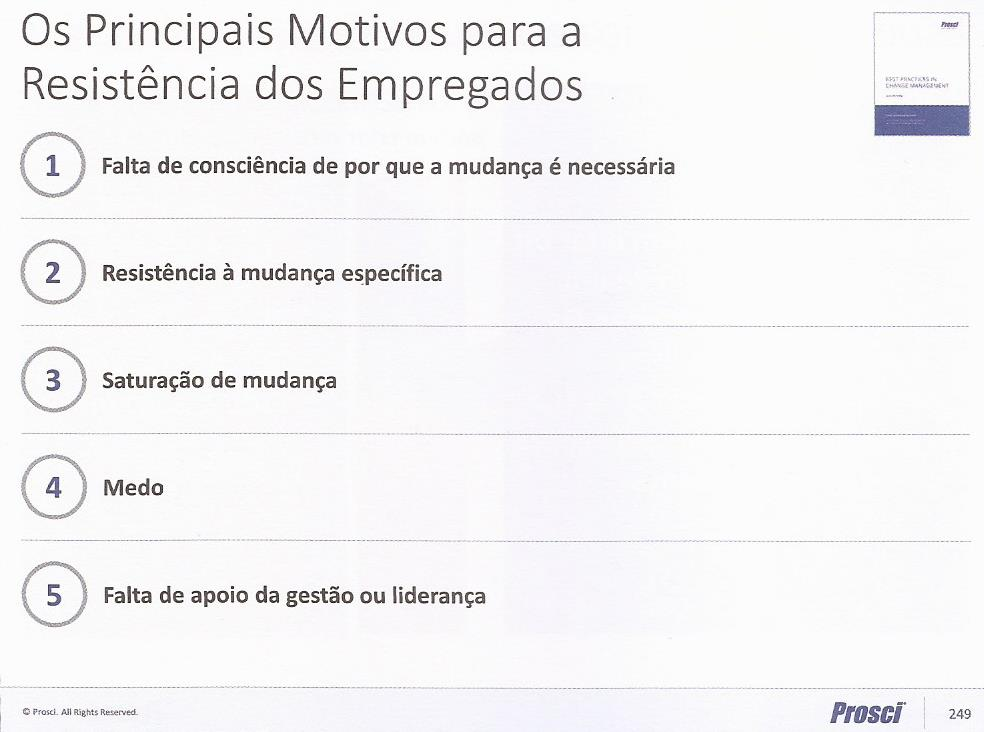 Os Principais Motivos para a
Resistência dos Empregados
Prosci
BEST PRACTICES IN
CHANGE MANAGEMENT
1 Falta de consciência de por que a mudança é necessária
2 Resistência à mudança específica
3 Saturação de mudança
4 Medo
5 Falta de apoio da gestão ou liderança
© Prosci. All Rights Reserved.
Prosci
249